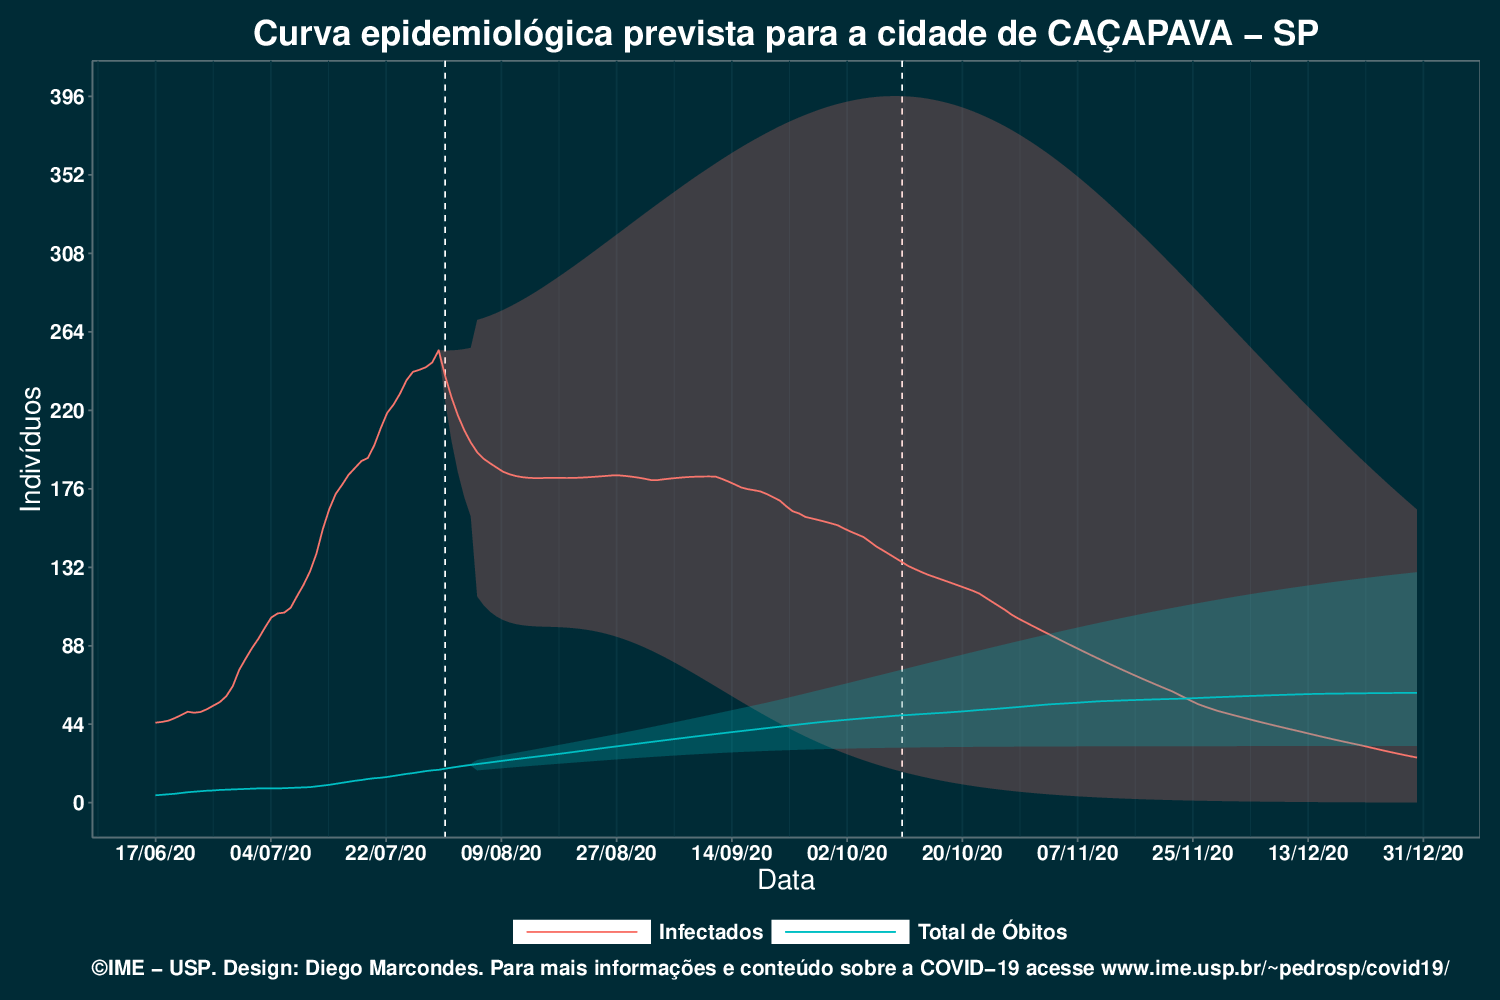 Curva epidemiológica prevista para a cidade de CAÇAPAVA – SP
396
352
308
264
220
176
132
88
44
0
Indivíduos
17/06/20 04/07/20 22/07/20 09/08/20 27/08/20 14/09/20 02/10/20 20/10/20 07/11/20 25/11/20 13/12/20 31/12/20
Data
Infectados Total de Óbitos
©IME – USP. Design: Diego Marcondes. Para mais informações e conteúdo sobre a COVID–19 acesse www.ime.usp.br/~pedrosp/covid19/